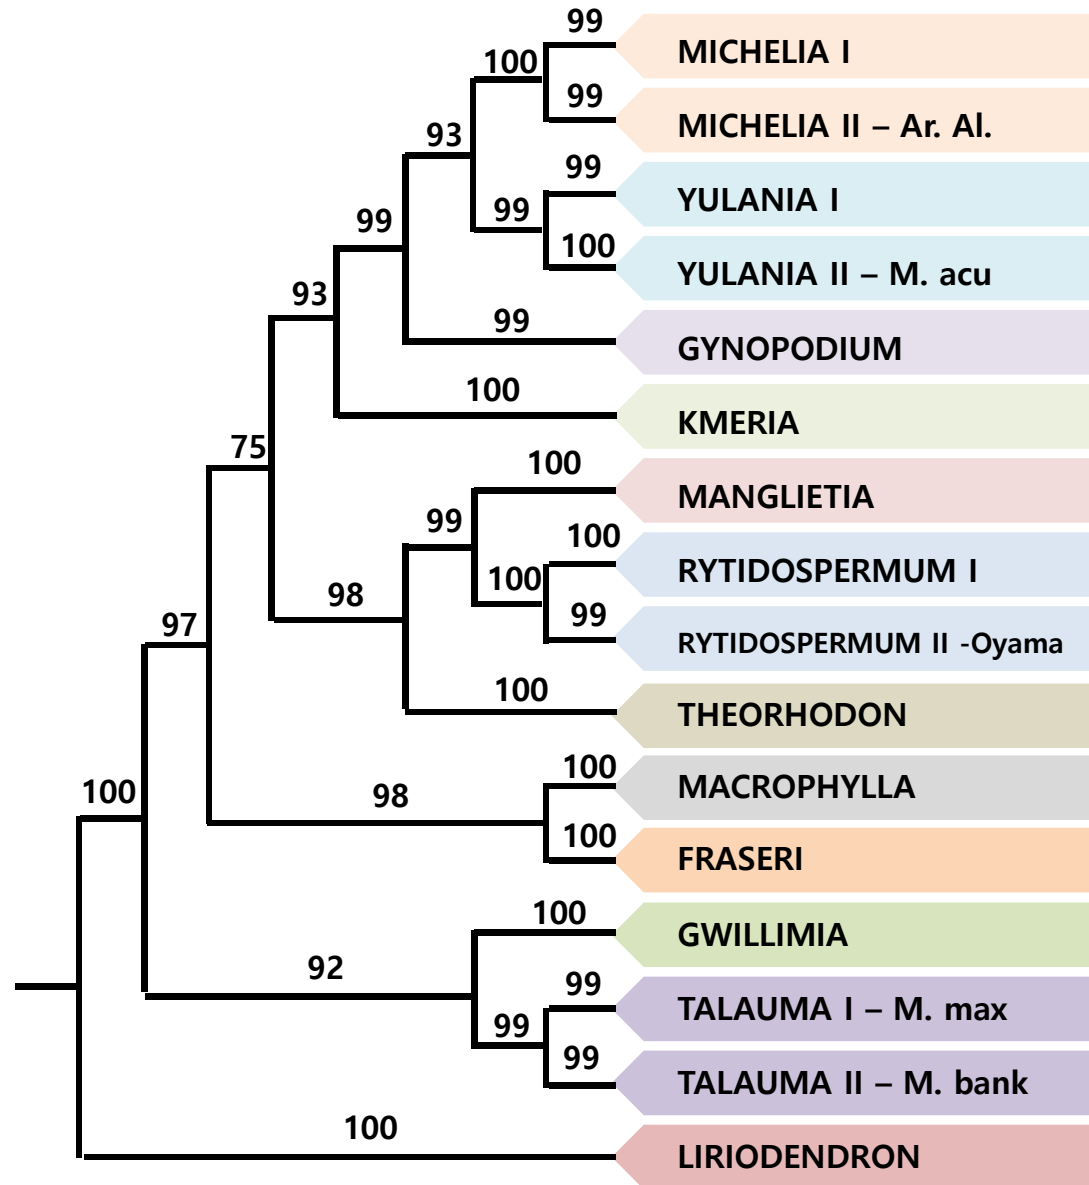 99
MICHELIA I
100
99
MICHELIA II – Ar. Al.
93
99
YULANIA I
99
99
100
YULANIA II – M. acu
93
99
GYNOPODIUM
100
KMERIA
75
100
MANGLIETIA
99
100
RYTIDOSPERMUM I
100
98
99
RYTIDOSPERMUM II -Oyama
97
100
THEORHODON
100
MACROPHYLLA
100
98
100
FRASERI
100
GWILLIMIA
92
99
TALAUMA I – M. max
99
99
TALAUMA II – M. bank
100
LIRIODENDRON